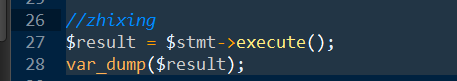 26 //zhixing
27 $result = $stmt->execute();
28 var_dump($result);